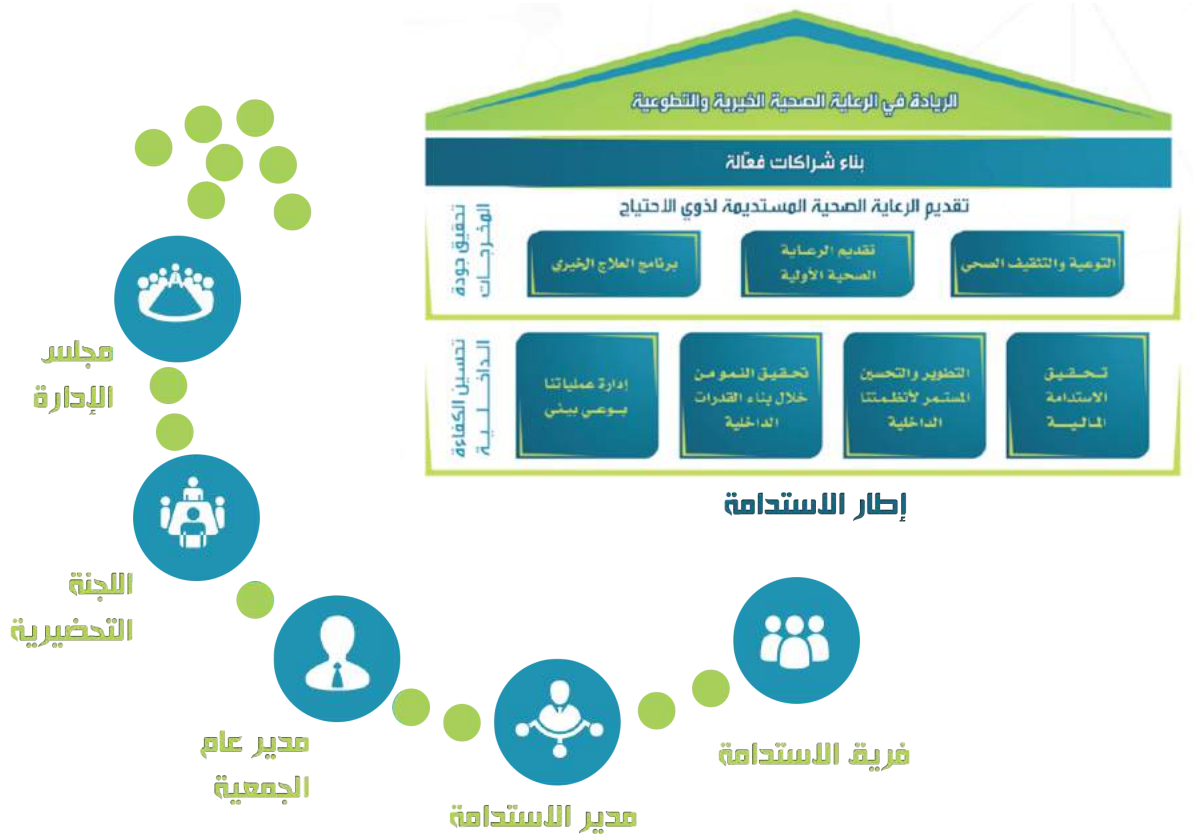 الريادة في الرعاية الصحية الخيرية والتطوعية
بناء شراكات فعّالة
تقديم الرعاية الصحية المستديمة لذوي الاحتياج
تحقيق جودة
المخرجات
التوعية والتثقيف الصحي
تقديم الرعاية
الصحية الأولية
برنامج العلاج الخيري
تحسين الكفاءة
الداخلية
تحقيق
الاستدامة
المالية
التطوير والتحسين
المستمر لأنظمتنا
الداخلية
تحقيق النمو من
خلال بناء القدرات
الداخلية
إدارة عملياتنا
بوعي بيئي
إطار الاستدامة
مجلس
الإدارة
اللجنة
التحضيرية
مدير عام
الجمعية
مدير الاستدامة
فريق الاستدامة